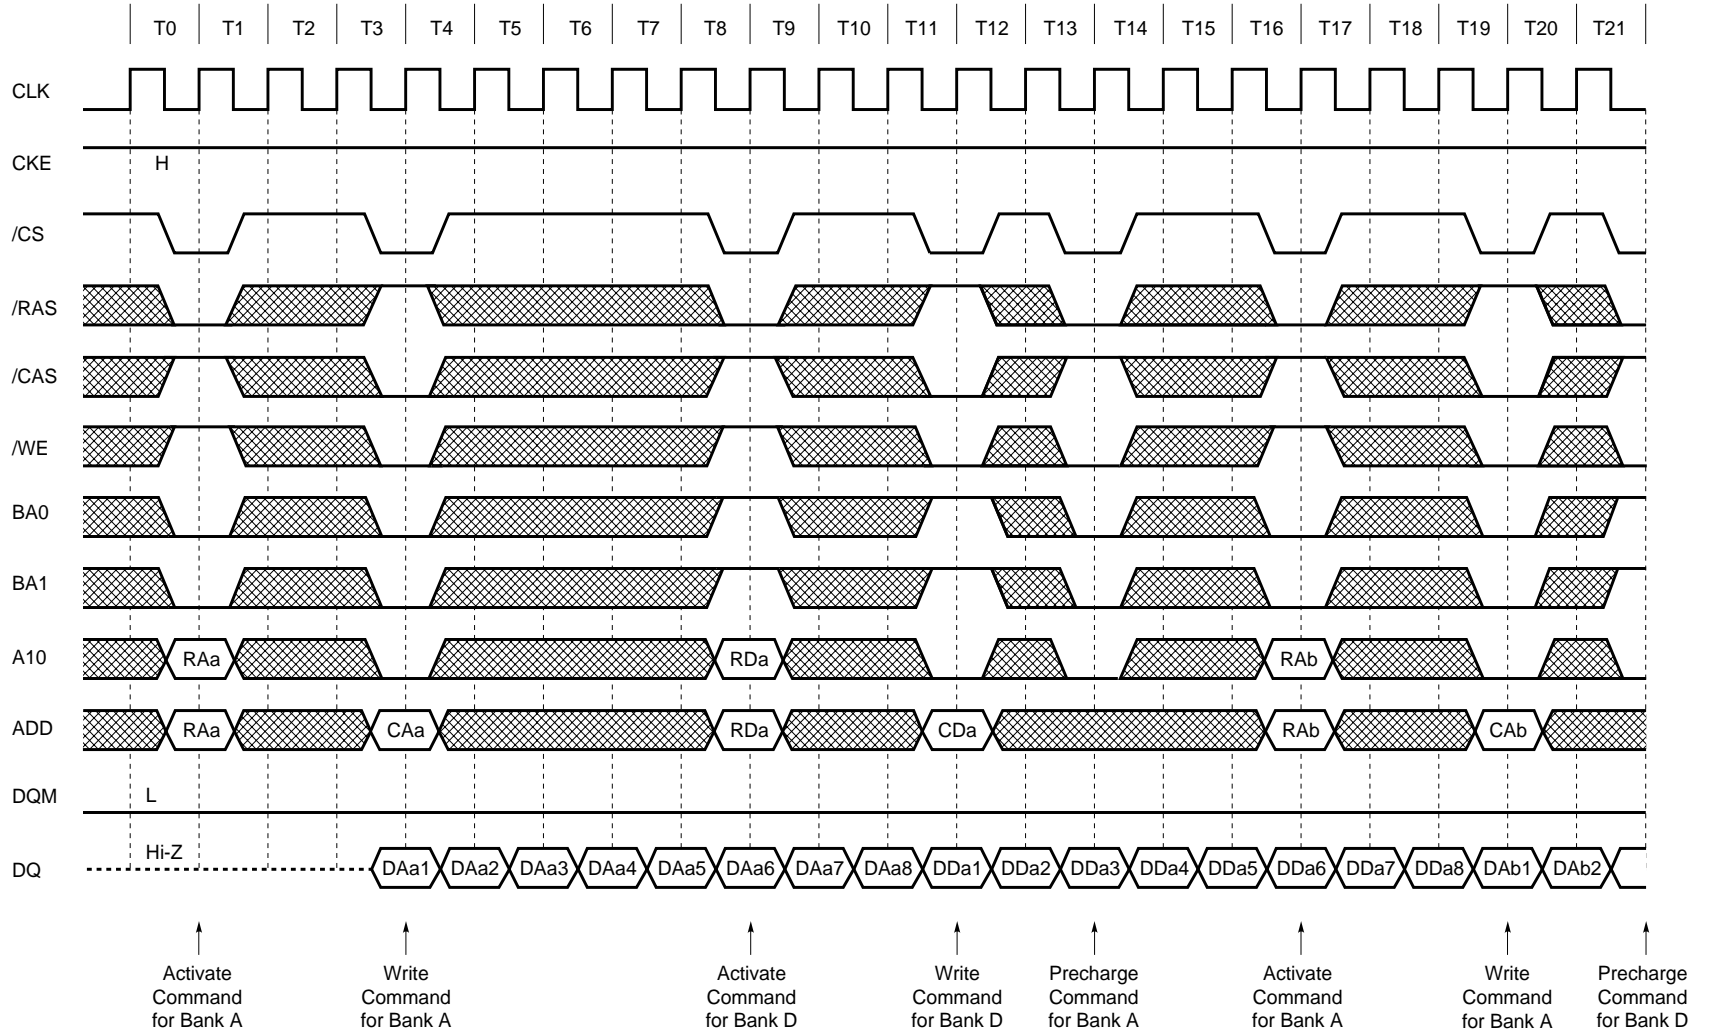 T0 T1 T2 T3 T4 T5 T6 T7 T8 T9 T10 T11 T12 T13 T14 T15 T16 T17 T18 T19 T20 T21
CLK
CKE H
/CS
/RAS
/CAS
/WE
BA0
BA1
A10 RAa RDa RAb
ADD RAa CAa RDa CDa RAb CAb
DQM L
DQ Hi-Z DAa1 DAa2 DAa3 DAa4 DAa5 DAa6 DAa7 DAa8 DDa1 DDa2 DDa3 DDa4 DDa5 DDa6 DDa7 DDa8 DAb1 DAb2
Activate
Command
for Bank A
Write
Command
for Bank A
Activate
Command
for Bank D
Write
Command
for Bank D
Precharge
Command
for Bank A
Activate
Command
for Bank A
Write
Command
for Bank A
Precharge
Command
for Bank D